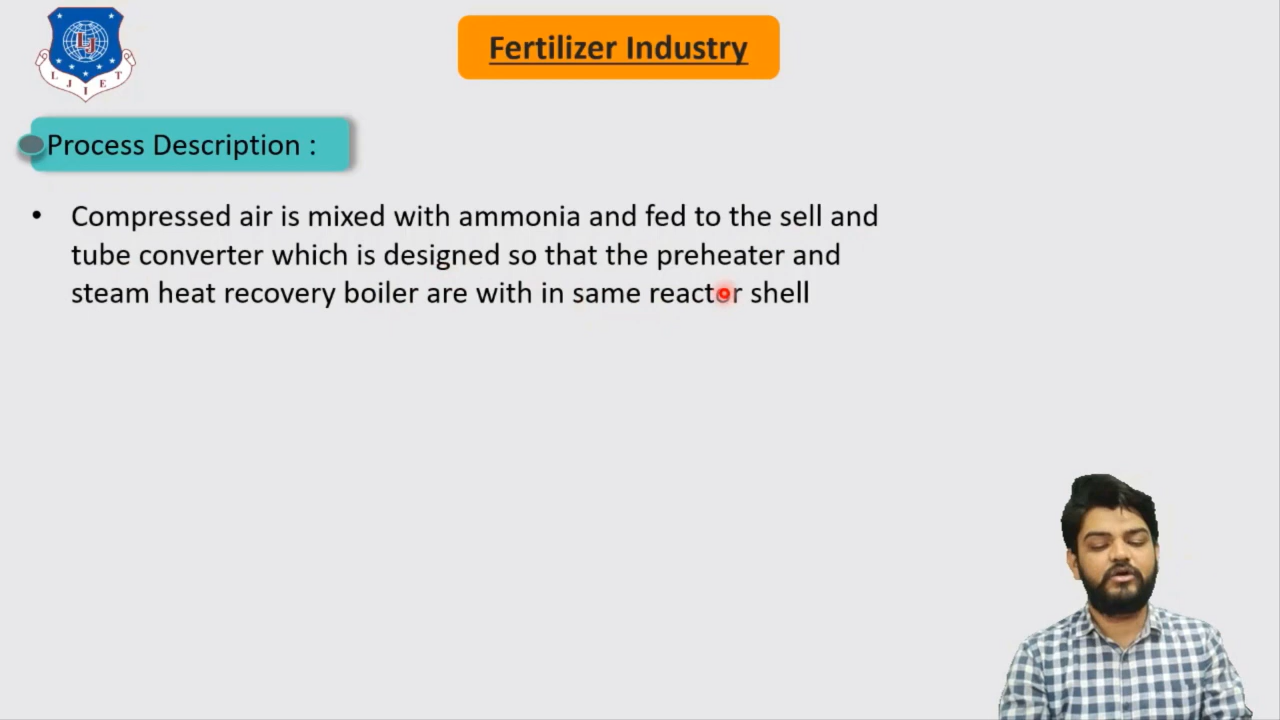 LJ
L J I E T
Fertilizer Industry
Process Description :
• Compressed air is mixed with ammonia and fed to the sell and
tube converter which is designed so that the preheater and
steam heat recovery boiler are with in same reactor shell